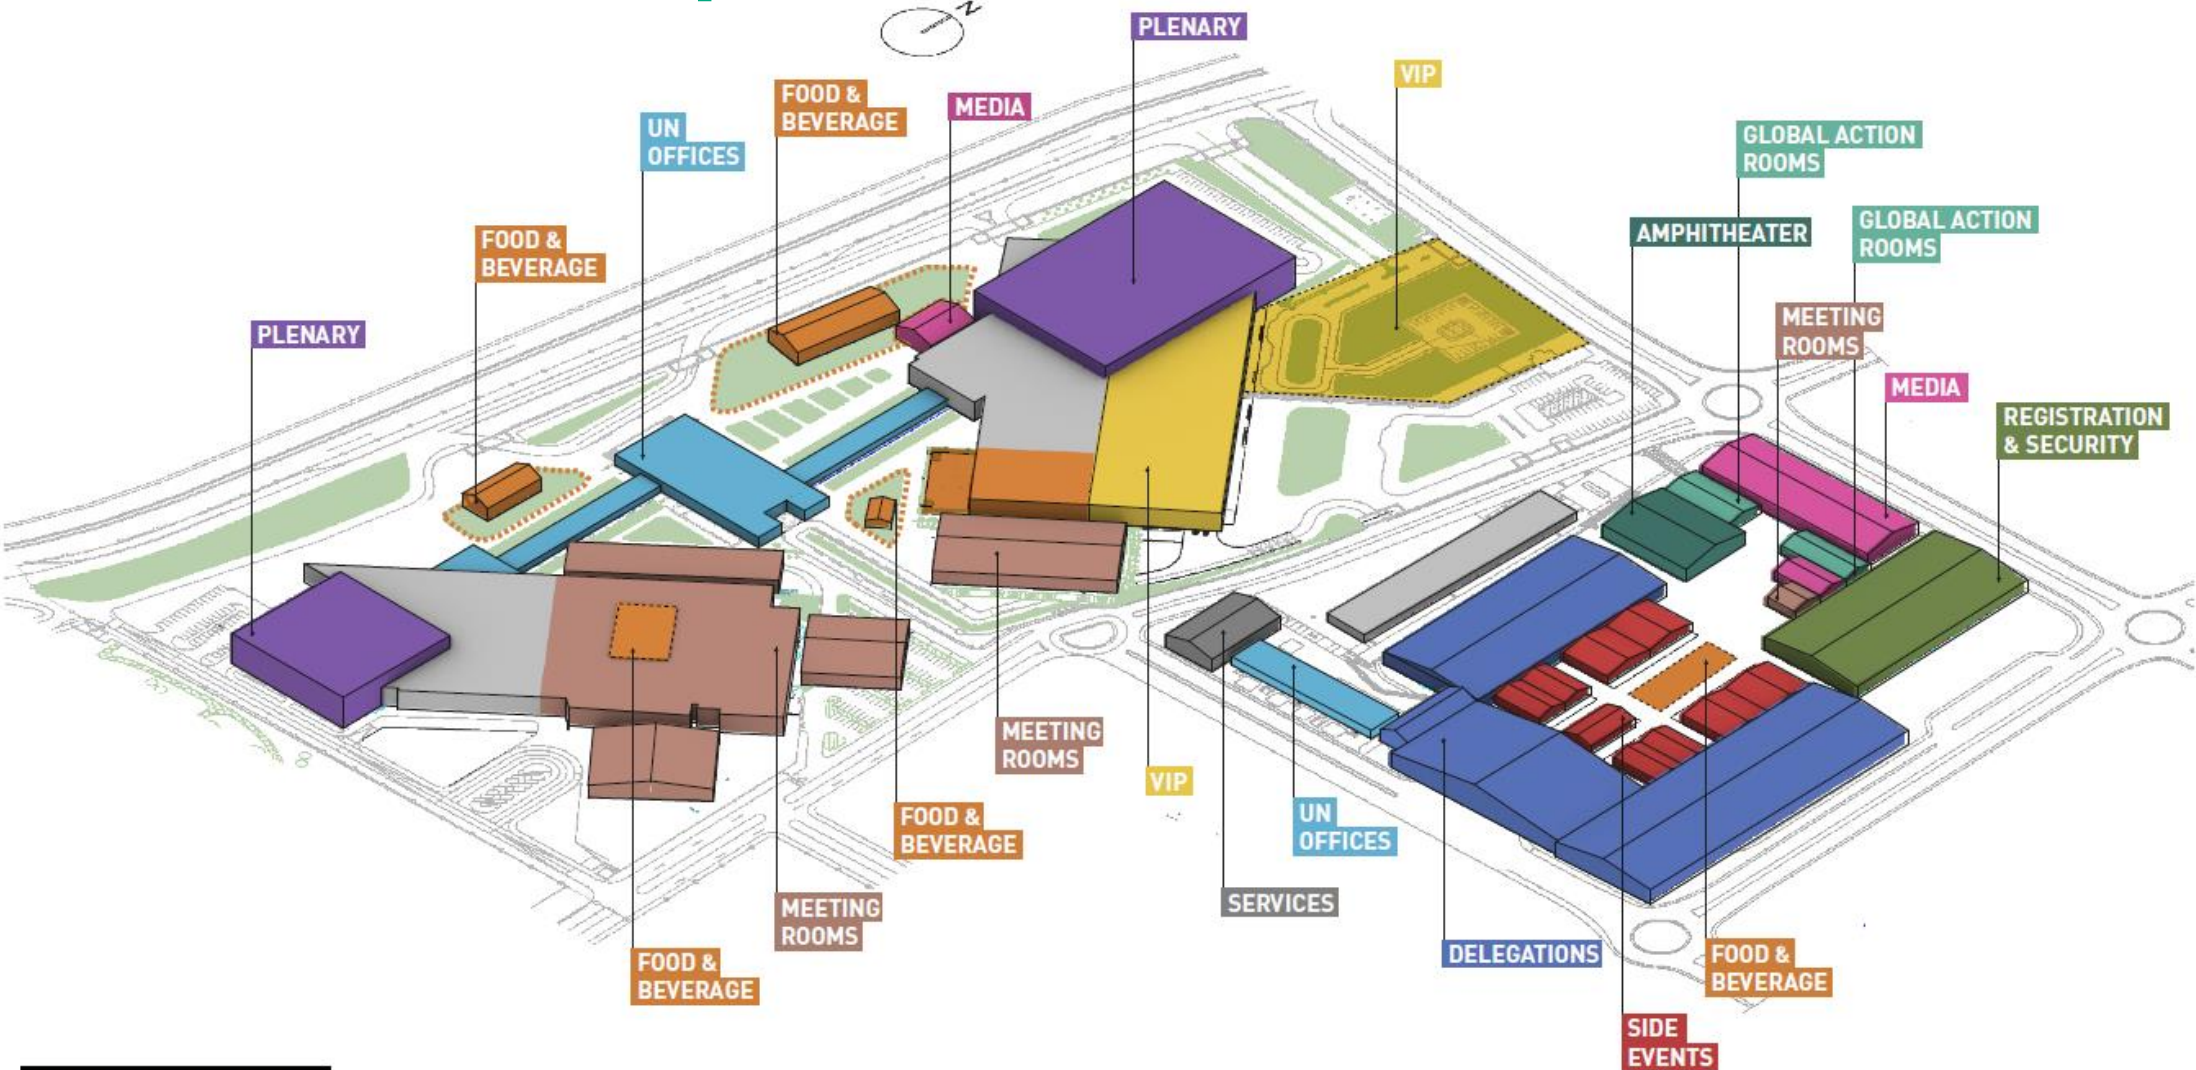 N
PLENARY
VIP
FOOD &
BEVERAGE
MEDIA
UN
OFFICES
GLOBAL ACTION
ROOMS
AMPHITHEATER
GLOBAL ACTION
ROOMS
FOOD &
BEVERAGE
MEETING
ROOMS
PLENARY
MEDIA
REGISTRATION
& SECURITY
MEETING
ROOMS
VIP
FOOD &
BEVERAGE
UN
OFFICES
SERVICES
MEETING
ROOMS
DELEGATIONS
FOOD &
BEVERAGE
FOOD &
BEVERAGE
SIDE
EVENTS